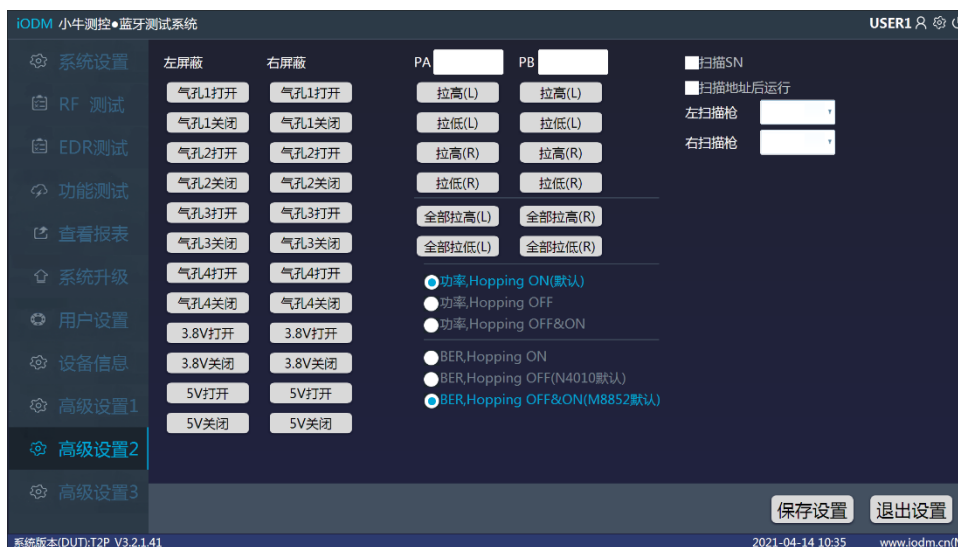 iODM 小牛测控●蓝牙测试系统
USER1
系统设置
RF 测试
EDR测试
功能测试
查看报表
系统升级
用户设置
设备信息
高级设置1
高级设置2
高级设置3
左屏蔽 右屏蔽
气孔1打开 气孔1打开
气孔1关闭 气孔1关闭
气孔2打开 气孔2打开
气孔2关闭 气孔2关闭
气孔3打开 气孔3打开
气孔3关闭 气孔3关闭
气孔4打开 气孔4打开
气孔4关闭 气孔4关闭
3.8V打开 3.8V打开
3.8V关闭 3.8V关闭
5V打开 5V打开
5V关闭 5V关闭
PA PB
拉高(L) 拉高(L)
拉低(L) 拉低(L)
拉高(R) 拉高(R)
拉低(R) 拉低(R)
全部拉高(L) 全部拉高(R)
全部拉低(L) 全部拉低(R)
功率,Hopping ON(默认)
功率,Hopping OFF
功率,Hopping OFF&ON
BER,Hopping ON
BER,Hopping OFF(N4010默认)
BER,Hopping OFF&ON(M8852默认)
扫描SN
扫描地址后运行
左扫描枪
右扫描枪
保存设置 退出设置
系统版本(DUT):T2P V3.2.1.41
2021-04-14 10:35
www.iodm.cn(N